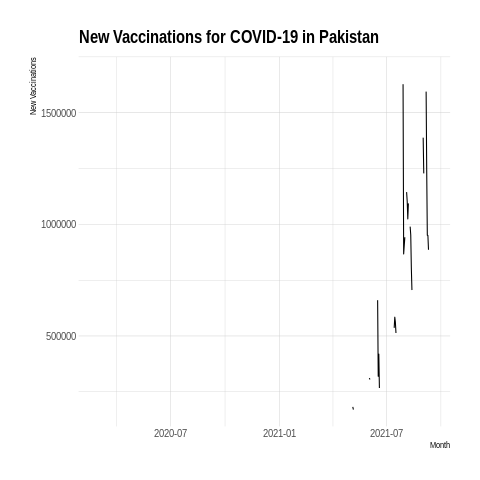 New Vaccinations for COVID-19 in Pakistan
New Vaccinations
1500000
1000000
500000
2020-07
2021-01
2021-07
Month